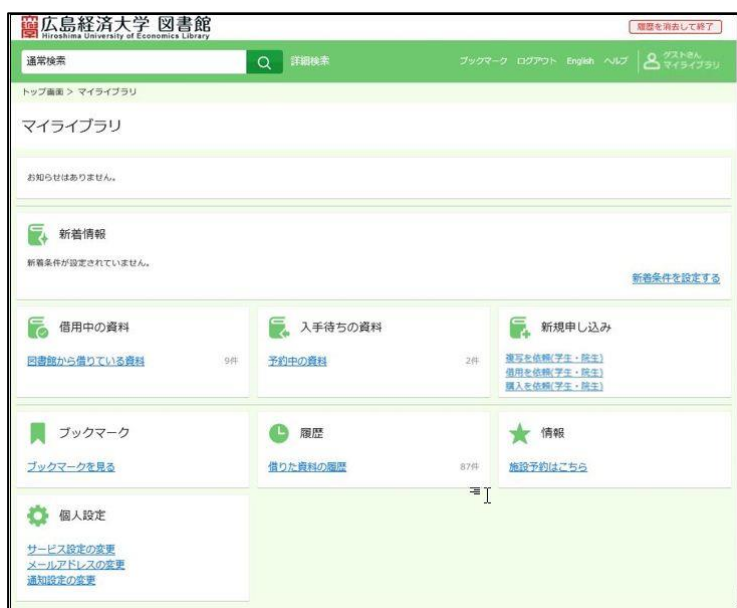 広島経済大学 図書館
Hiroshima University of Economics Library
履歴を消去して終了
通常検索
詳細検索
ブックマーク ログアウト English ヘルプ
ゲストさん
マイライブラリ
トップ画面 > マイライブラリ
マイライブラリ
お知らせはありません。
新着情報
新着条件が設定されていません。
新着条件を設定する
借用中の資料
図書館から借りている資料 9件
入手待ちの資料
予約中の資料 2件
新規申し込み
複写を依頼(学生・院生)
借用を依頼(学生・院生)
購入を依頼(学生・院生)
ブックマーク
ブックマークを見る
履歴
借りた資料の履歴 87件
情報
施設予約はこちら
個人設定
サービス設定の変更
メールアドレスの変更
通知設定の変更